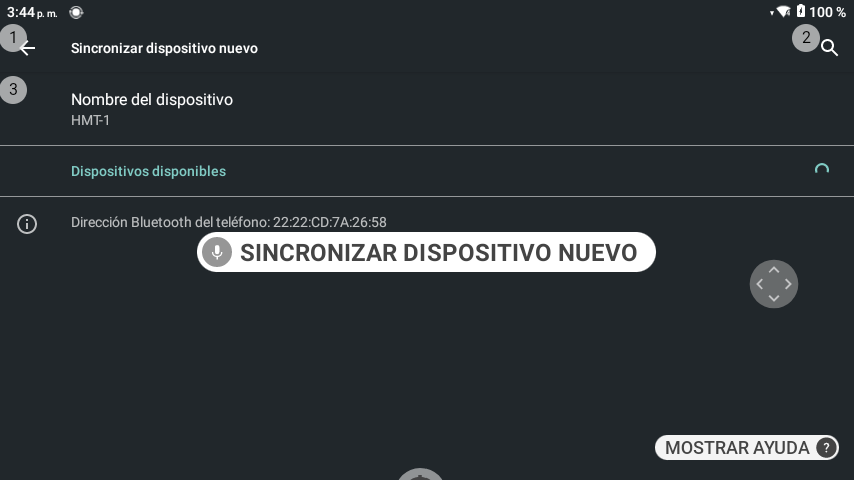 3:44 p. m.
100 %
1
Sincronizar dispositivo nuevo
2
3
Nombre del dispositivo
HMT-1
Dispositivos disponibles
Dirección Bluetooth del teléfono: 22:22:CD:7A:26:58
SINCRONIZAR DISPOSITIVO NUEVO
MOSTRAR AYUDA ?